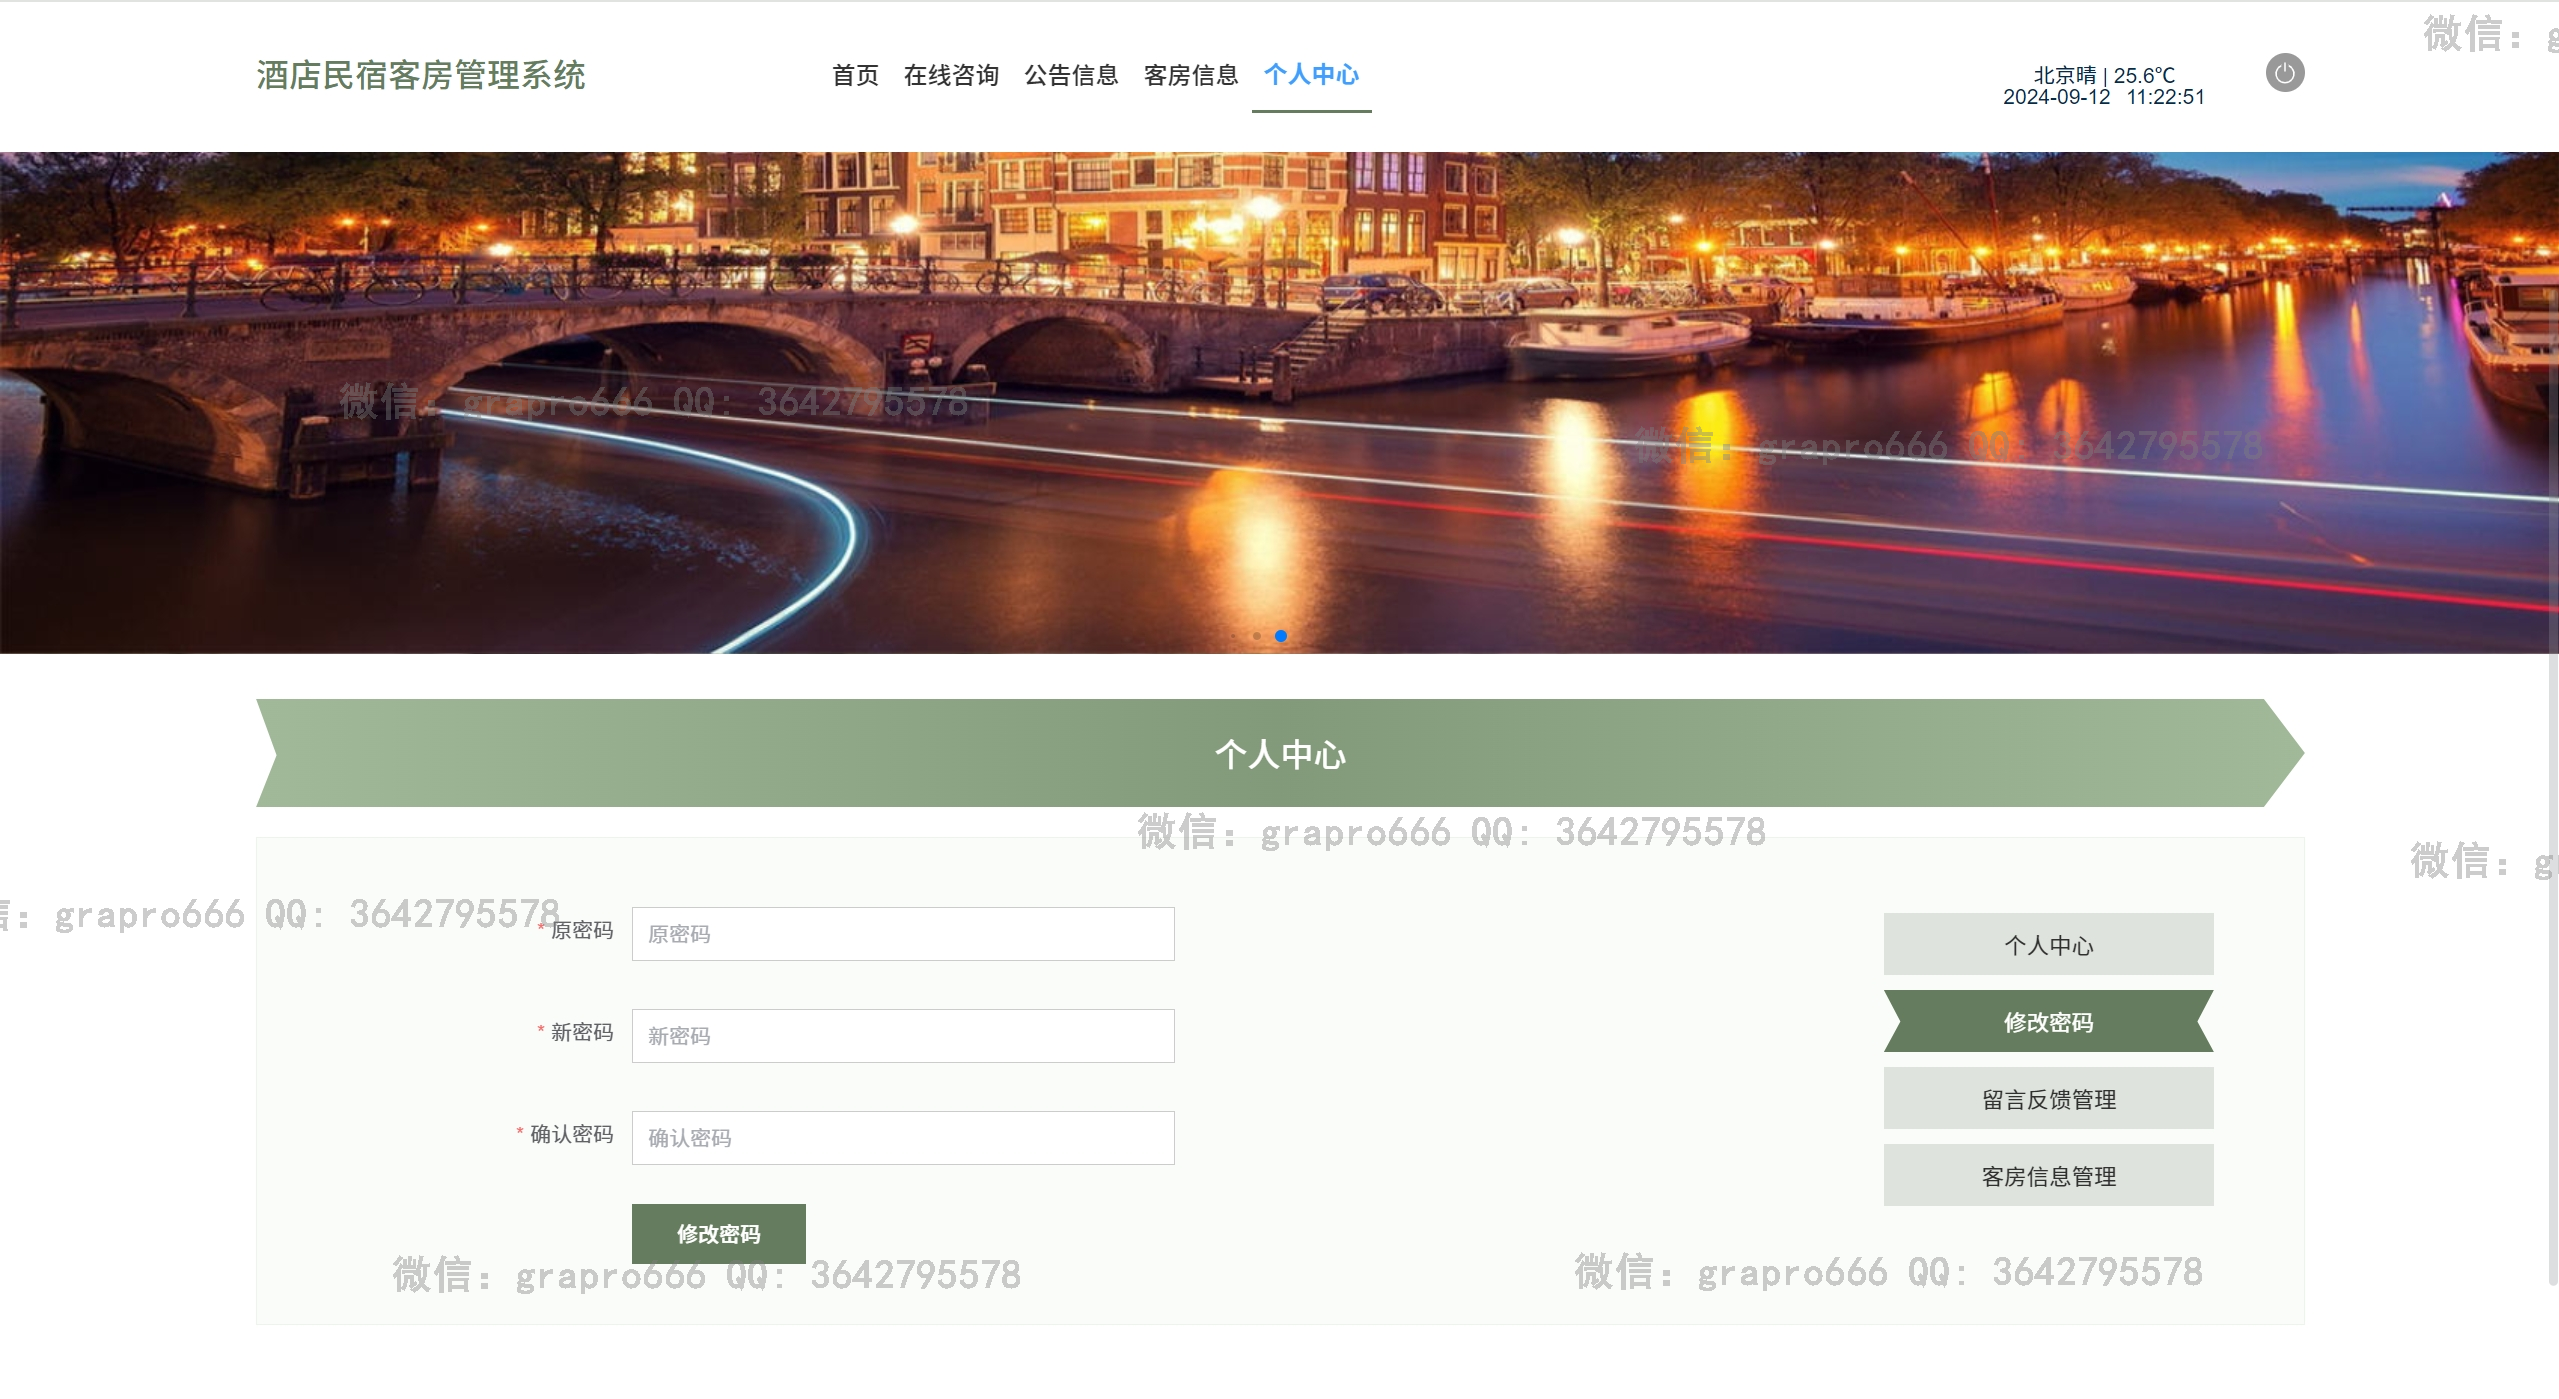 微信: g
酒店民宿客房管理系统
首页 在线咨询 公告信息 客房信息 个人中心
北京晴 | 25.6℃
2024-09-12 11:22:51
微信: grapro666 QQ: 3642795578
微信: grapro666 QQ: 3642795578
个人中心
微信: grapro666 QQ: 3642795578
微信: g
信: grapro666 QQ: 3642795578
* 原密码 原密码
* 新密码 新密码
* 确认密码 确认密码
修改密码
个人中心
修改密码
留言反馈管理
客房信息管理
微信: grapro666 QQ: 3642795578
微信: grapro666 QQ: 3642795578